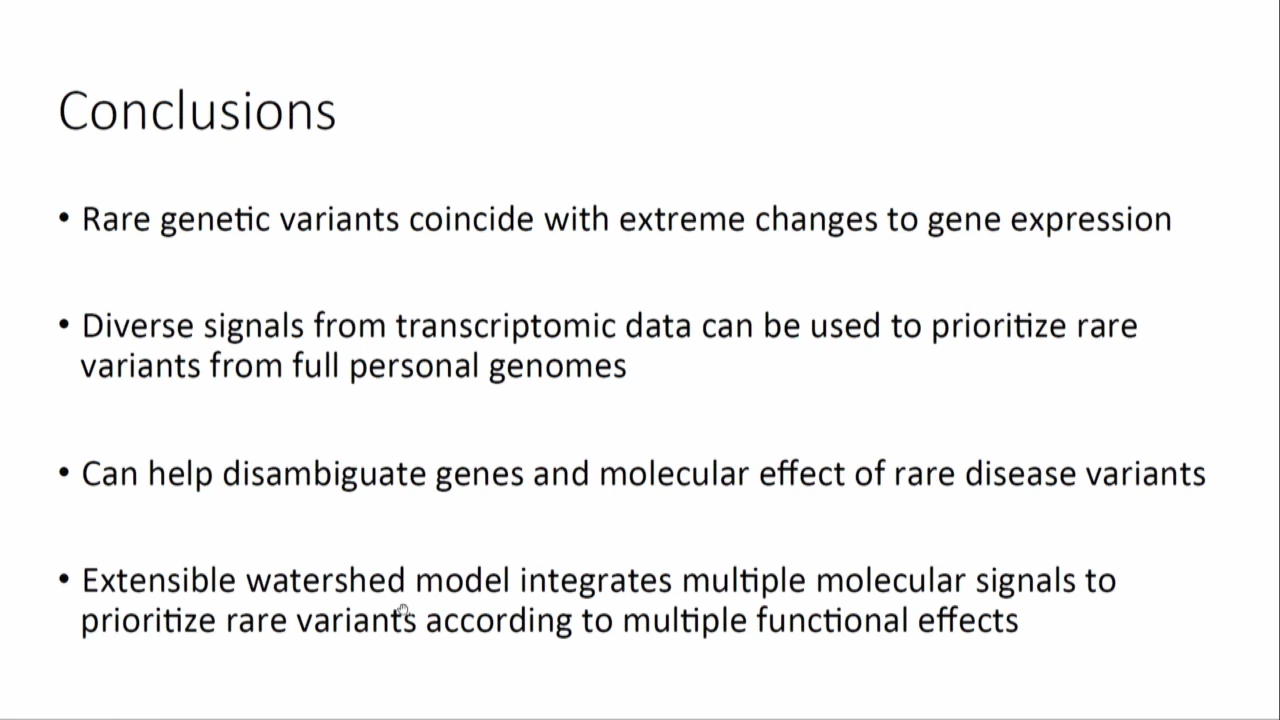 Conclusions
• Rare genetic variants coincide with extreme changes to gene expression
• Diverse signals from transcriptomic data can be used to prioritize rare
variants from full personal genomes
• Can help disambiguate genes and molecular effect of rare disease variants
• Extensible watershed model integrates multiple molecular signals to
prioritize rare variants according to multiple functional effects